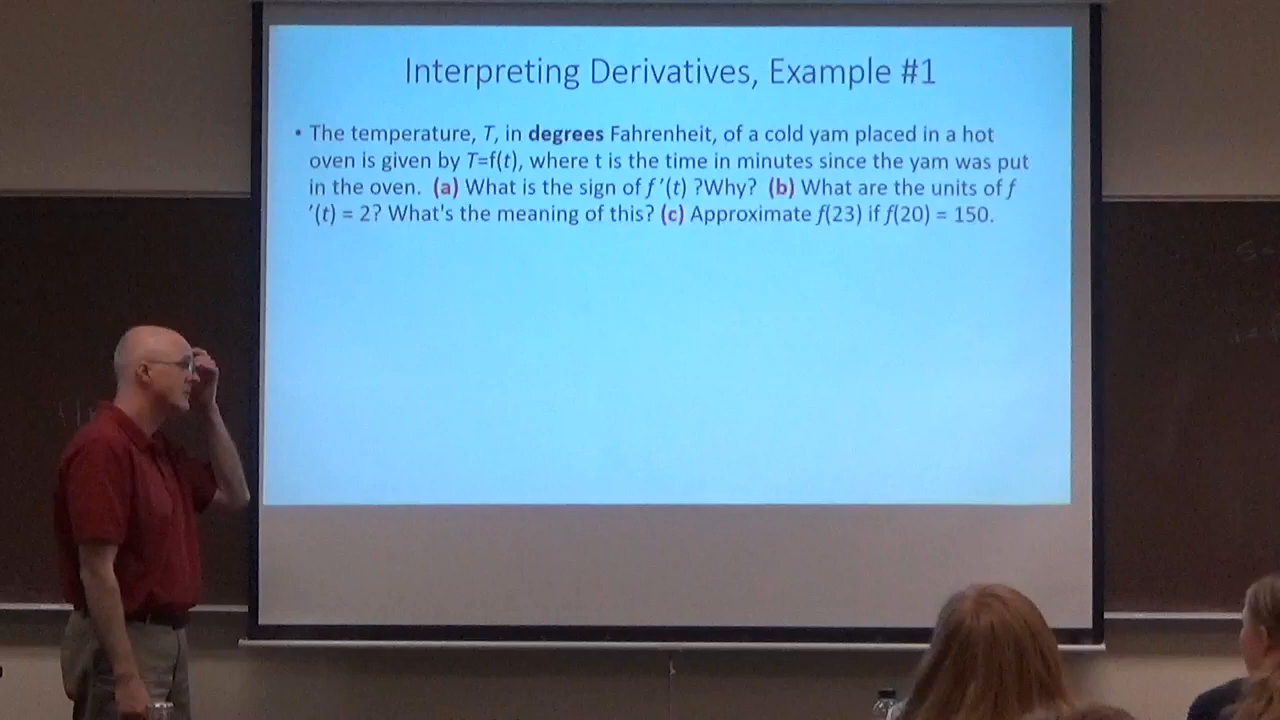 Interpreting Derivatives, Example #1
• The temperature, T, in degrees Fahrenheit, of a cold yam placed in a hot
oven is given by T=f(t), where t is the time in minutes since the yam was put
in the oven. (a) What is the sign of f ’(t) ?Why? (b) What are the units of f
’(t) = 2? What's the meaning of this? (c) Approximate f(23) if f(20) = 150.